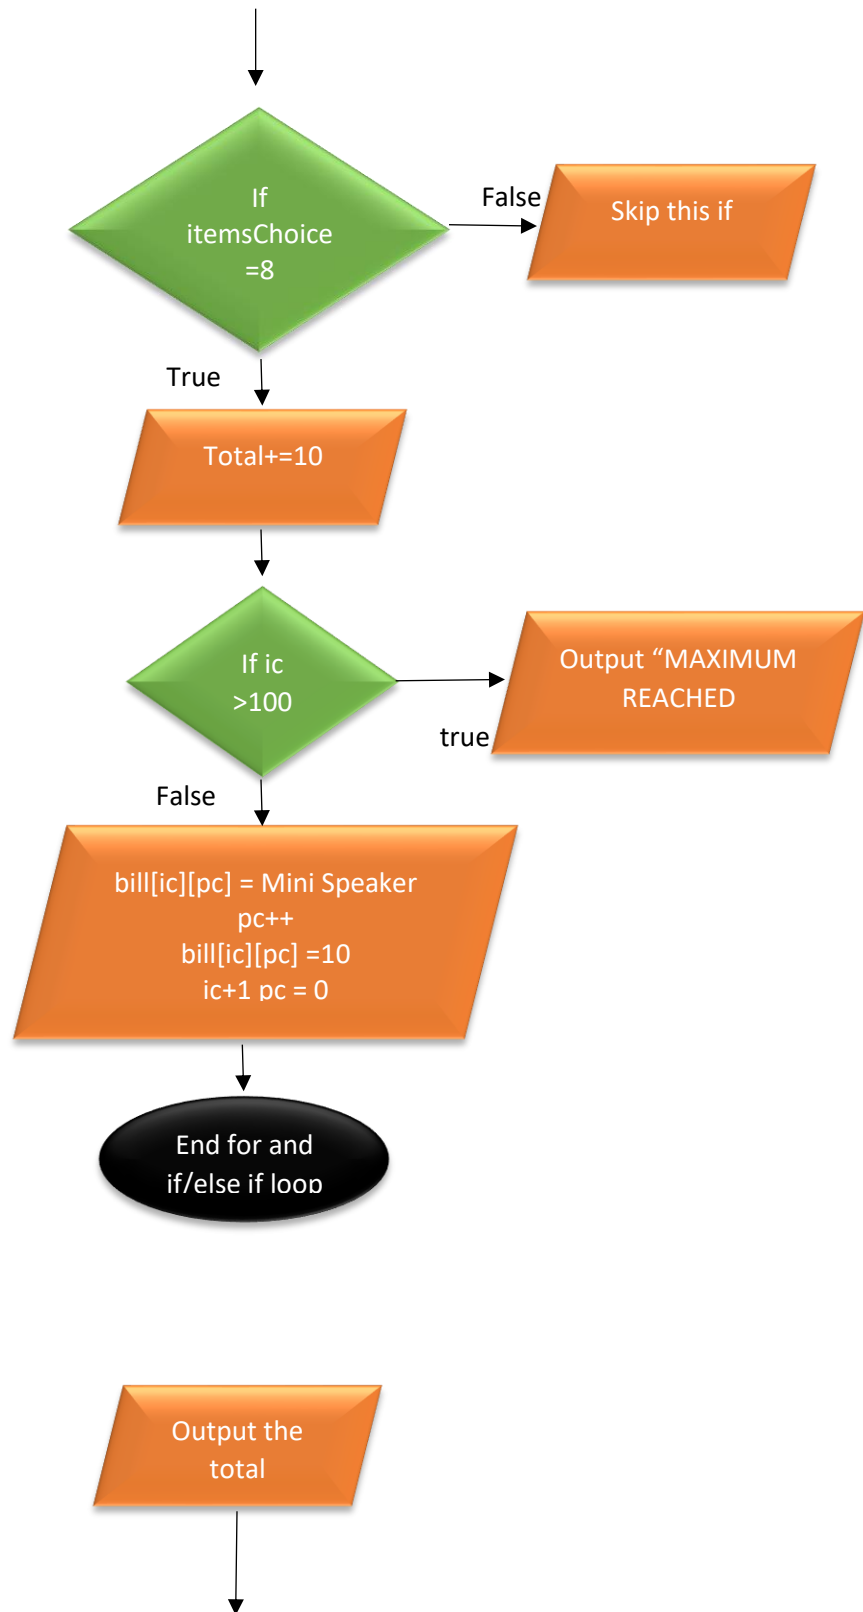 If
itemsChoice
=8
False
Skip this if
True
Total+=10
If ic
>100
true
Output “MAXIMUM
REACHED
False
bill[ic][pc] = Mini Speaker
pc++
bill[ic][pc] =10
ic+1 pc = 0
End for and
if/else if loop
Output the
total